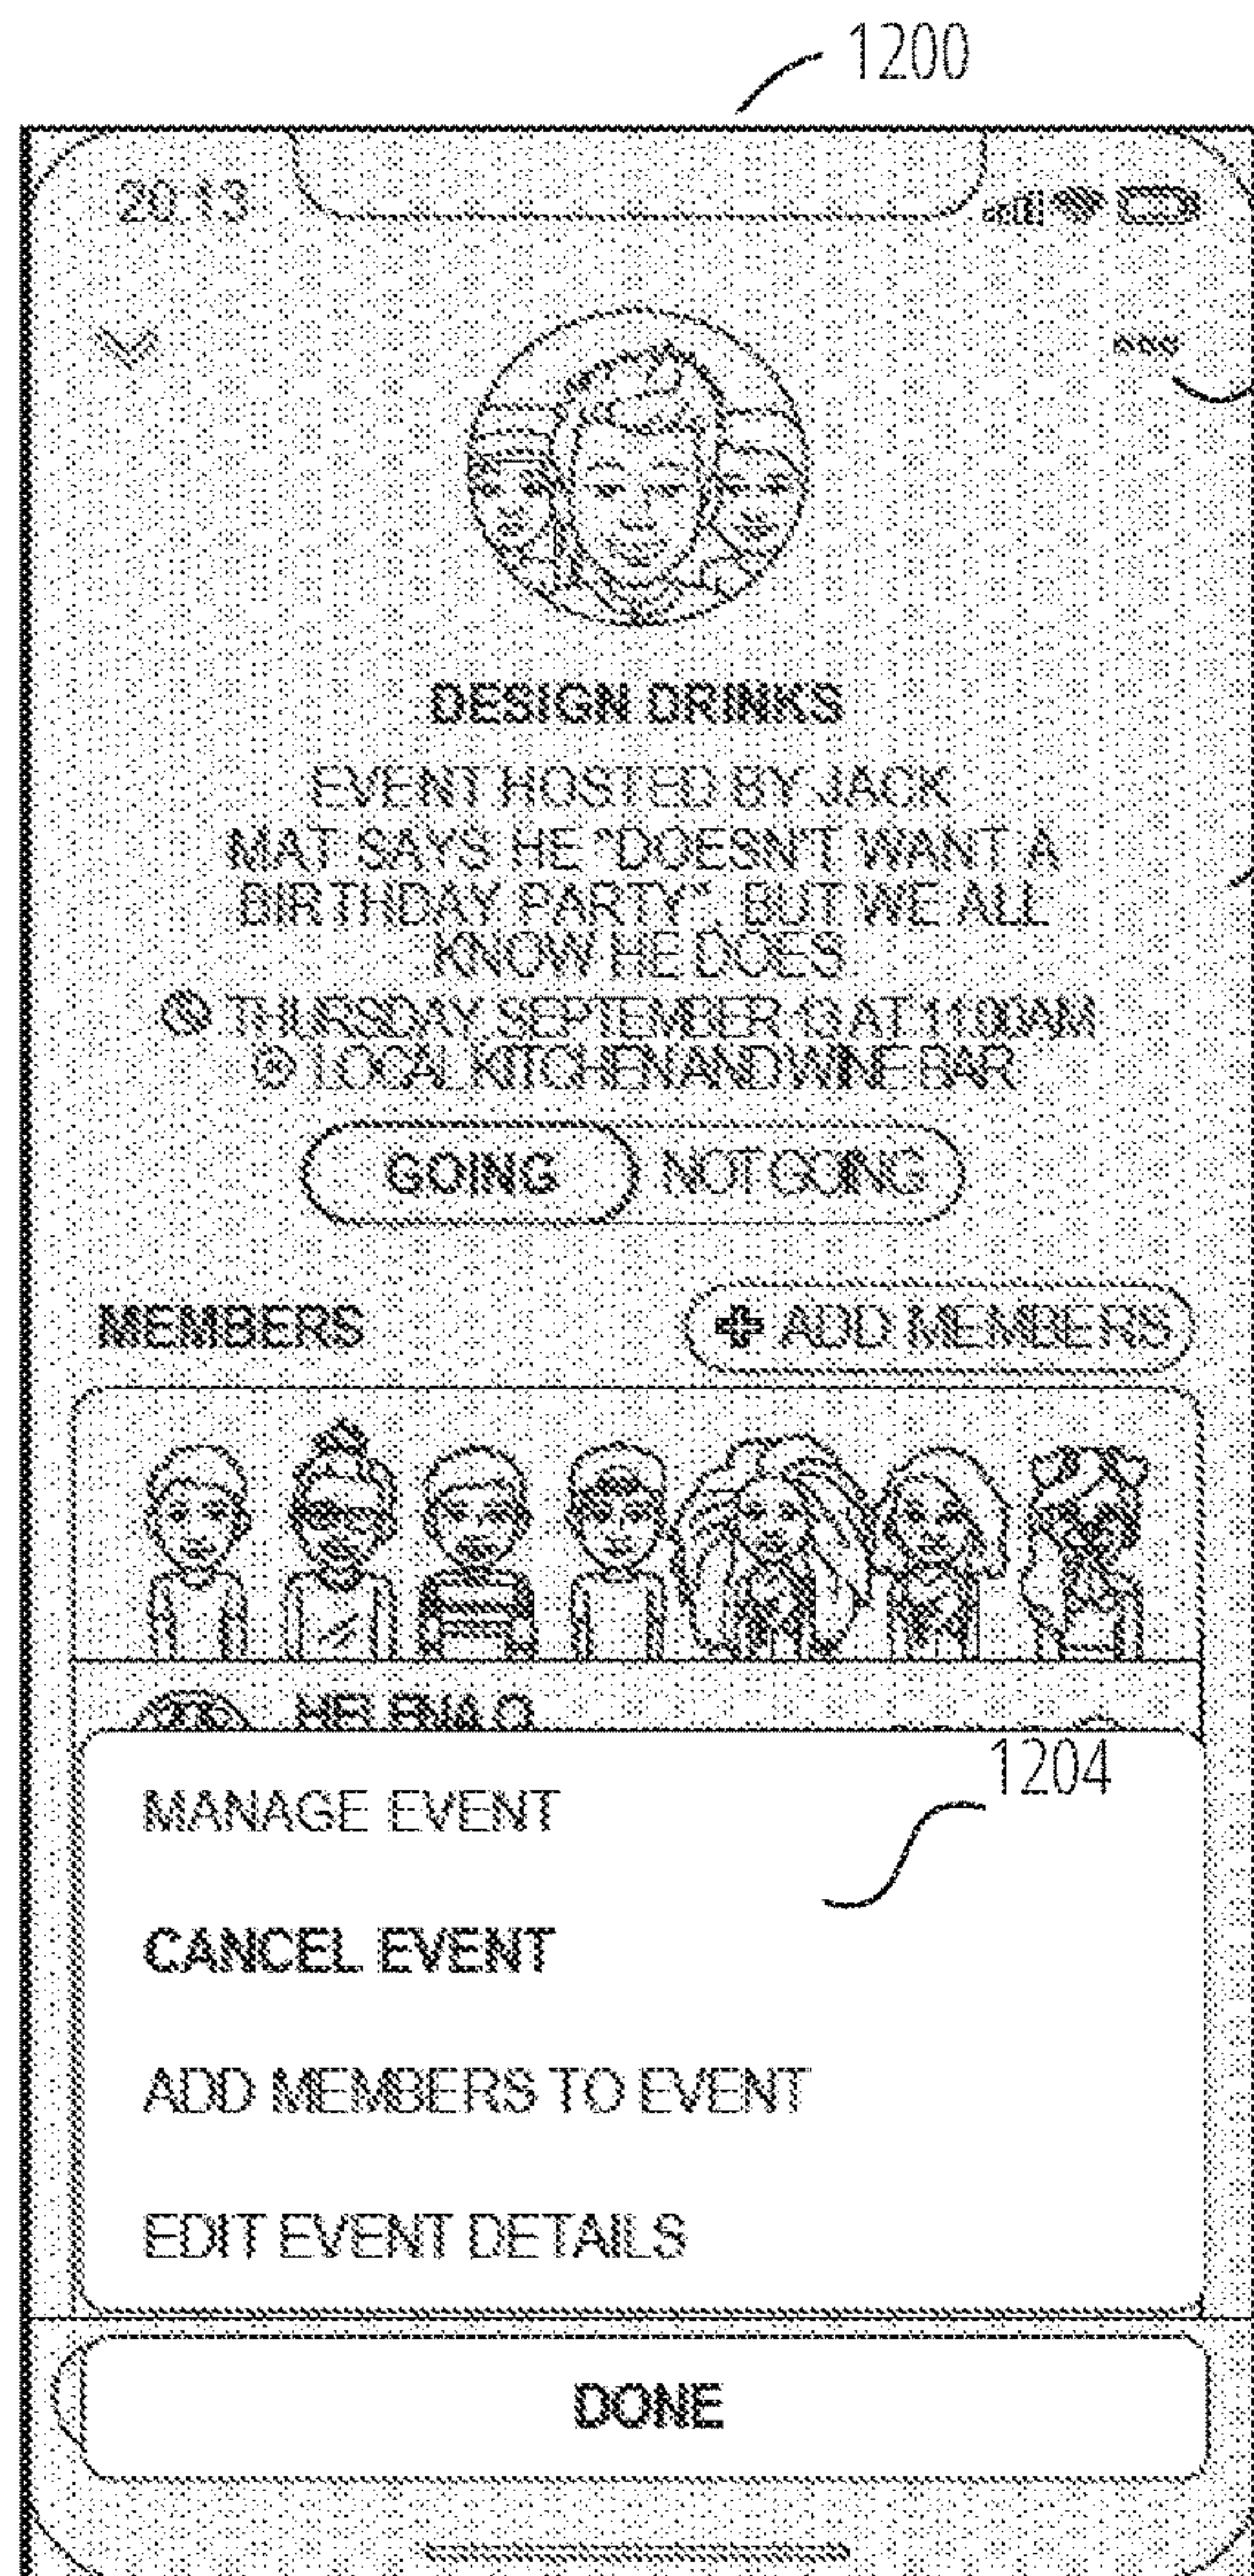 1200
20:13
DESIGN DRINKS
EVENT HOSTED BY JACK
MAT SAYS HE "DOESN'T WANT A
BIRTHDAY PARTY", BUT WE ALL
KNOW HE DOES
THURSDAY SEPTEMBER 13 AT 11:00AM
LOCAL KITCHEN AND WINE BAR
GOING NOT GOING
MEMBERS + ADD MEMBERS
1204
MANAGE EVENT
CANCEL EVENT
ADD MEMBERS TO EVENT
EDIT EVENT DETAILS
DONE